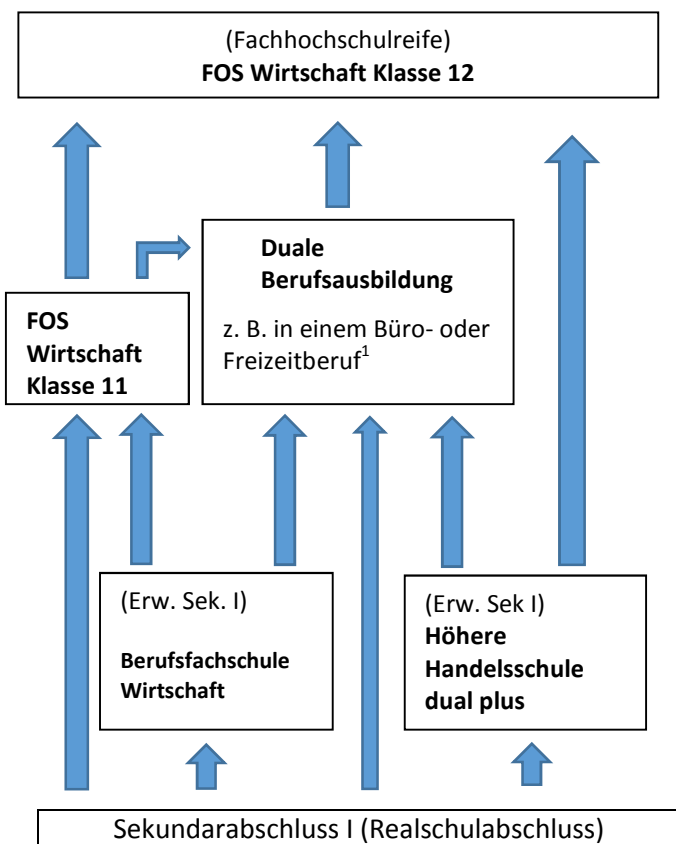 (Fachhochschulreife)
FOS Wirtschaft Klasse 12
Duale
Berufsausbildung
z. B. in einem Büro- oder
Freizeitberuf¹
FOS
Wirtschaft
Klasse 11
(Erw. Sek. I)
Berufsfachschule
Wirtschaft
(Erw. Sek I)
Höhere
Handelsschule
dual plus
Sekundarabschluss I (Realschulabschluss)